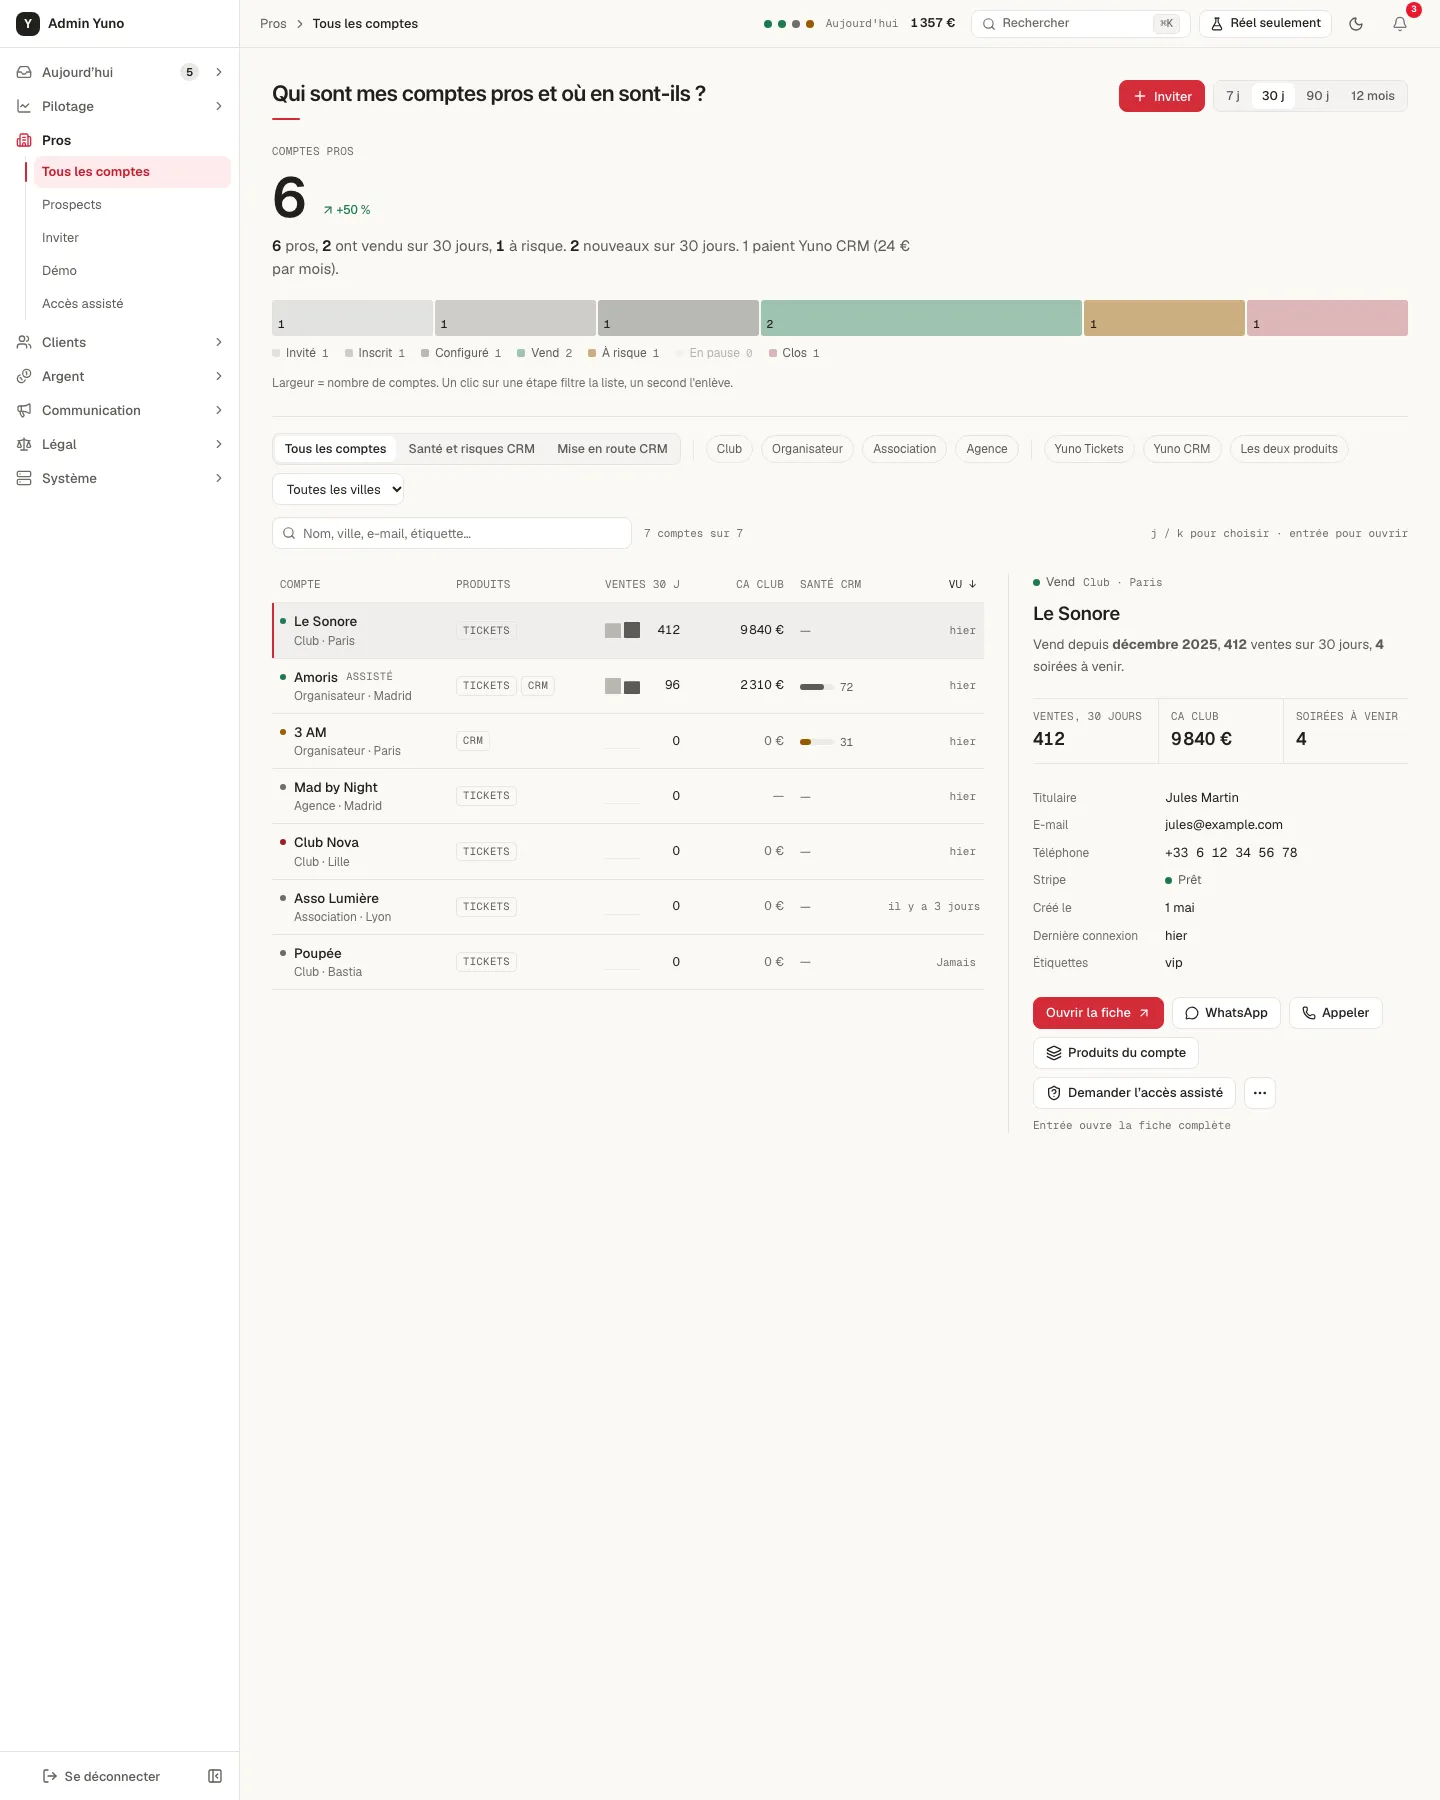 Y Admin Yuno
Pros > Tous les comptes
Aujourd'hui 1 357 €
Rechercher ⌘K
Réel seulement
3
Aujourd'hui 5
Pilotage
Pros
Tous les comptes
Prospects
Inviter
Démo
Accès assisté
Clients
Argent
Communication
Légal
Système
Se déconnecter
Qui sont mes comptes pros et où en sont-ils ?
Inviter
7 j 30 j 90 j 12 mois
COMPTES PROS
6 +50 %
6 pros, 2 ont vendu sur 30 jours, 1 à risque. 2 nouveaux sur 30 jours. 1 paient Yuno CRM (24 €
par mois).
1 1 1 2 1 1
Invité 1 Inscrit 1 Configuré 1 Vend 2 À risque 1 En pause 0 Clos 1
Largeur = nombre de comptes. Un clic sur une étape filtre la liste, un second l'enlève.
Tous les comptes Santé et risques CRM Mise en route CRM Club Organisateur Association Agence Yuno Tickets Yuno CRM Les deux produits
Toutes les villes
Nom, ville, e-mail, étiquette… 7 comptes sur 7 j / k pour choisir · entrée pour ouvrir
COMPTE PRODUITS VENTES 30 J CA CLUB SANTÉ CRM VU ↓
Le Sonore TICKETS 412 9 840 € — hier
Club · Paris
Amoris ASSISTÉ TICKETS CRM 96 2 310 € 72 hier
Organisateur · Madrid
3 AM CRM 0 0 € 31 hier
Organisateur · Paris
Mad by Night TICKETS 0 — — hier
Agence · Madrid
Club Nova TICKETS 0 0 € — hier
Club · Lille
Asso Lumière TICKETS 0 0 € — il y a 3 jours
Association · Lyon
Poupée TICKETS 0 0 € — Jamais
Club · Bastia
Vend Club · Paris
Le Sonore
Vend depuis décembre 2025, 412 ventes sur 30 jours, 4
soirées à venir.
VENTES, 30 JOURS CA CLUB SOIRÉES À VENIR
412 9 840 € 4
Titulaire Jules Martin
E-mail jules@example.com
Téléphone +33 6 12 34 56 78
Stripe Prêt
Créé le 1 mai
Dernière connexion hier
Étiquettes vip
Ouvrir la fiche WhatsApp Appeler
Produits du compte
Demander l'accès assisté …
Entrée ouvre la fiche complète